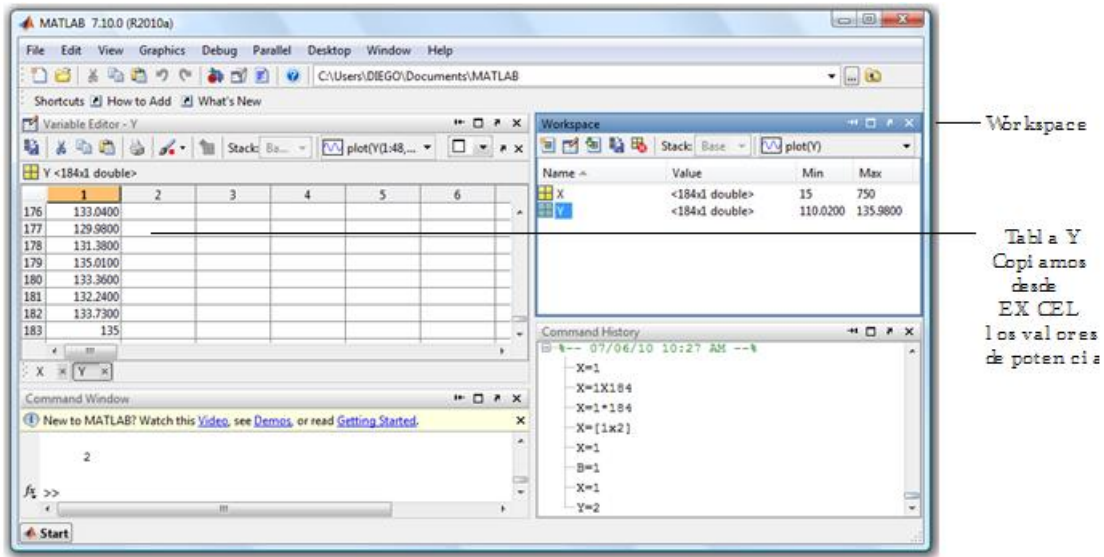 MATLAB 7.10.0 (R2010a)
File Edit View Graphics Debug Parallel Desktop Window Help
C:\Users\DIEGO\Documents\MATLAB
Shortcuts How to Add What's New
Variable Editor - Y
Stack: Ba... plot(Y(1:48,...
Y <184x1 double>
1 2 3 4 5 6
176 133.0400
177 129.9800
178 131.3800
179 135.0100
180 133.3600
181 132.2400
182 133.7300
183 135
X Y
Command Window
New to MATLAB? Watch this Video, see Demos, or read Getting Started.
2
fx >>
Start
Workspace
Stack: Base plot(Y)
Name Value Min Max
X <184x1 double> 15 750
Y <184x1 double> 110.0200 135.9800
Command History
%-- 07/06/10 10:27 AM --%
X=1
X=1X184
X=1*184
X=[1x2]
X=1
B=1
X=1
Y=2
Workspace
Tabla Y
Copiamos
desde
EXCEL
los valores
de potencia